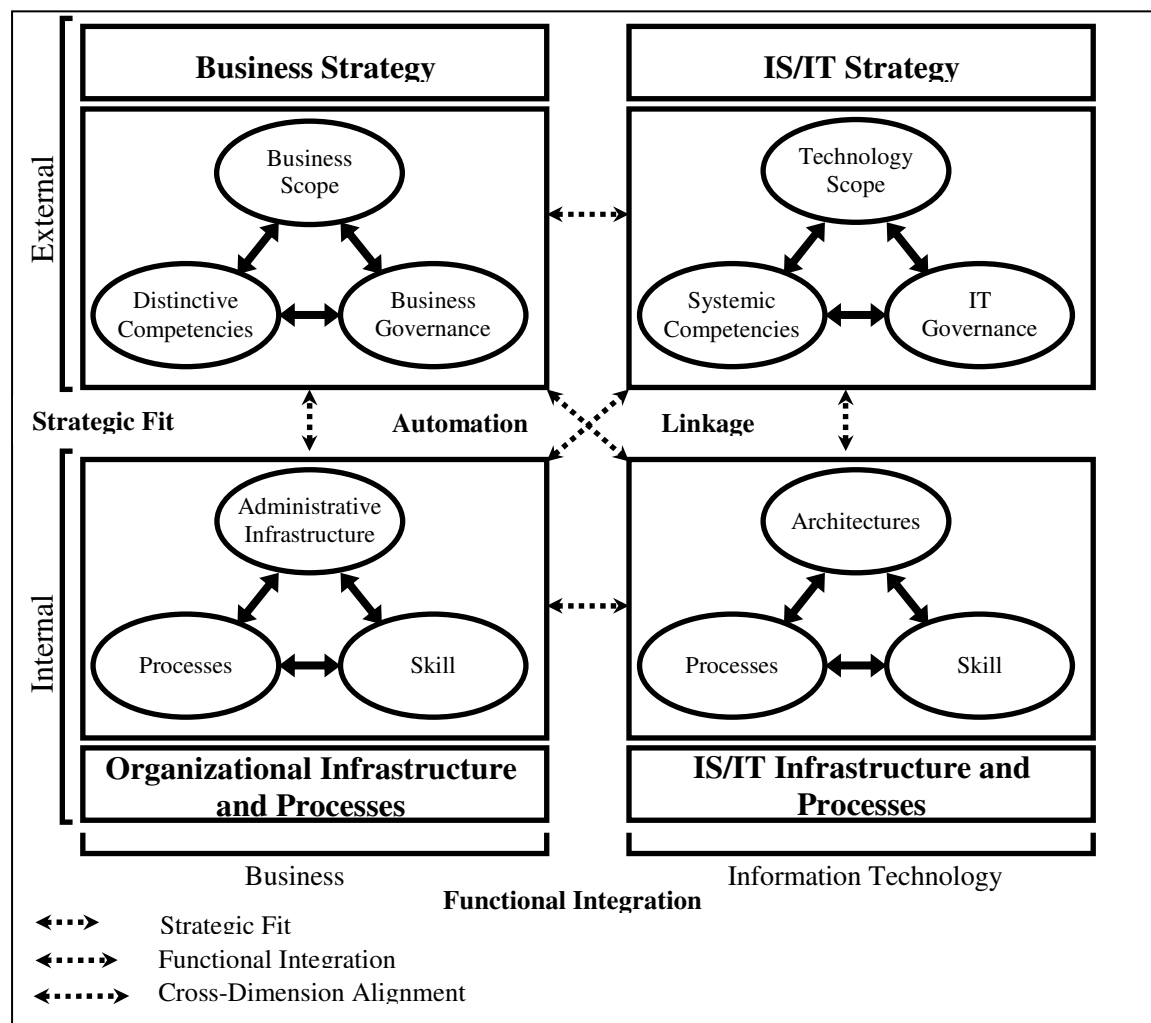 Business Strategy
IS/IT Strategy
External
Business
Scope
Technology
Scope
Distinctive
Competencies
Business
Governance
Systemic
Competencies
IT
Governance
Strategic Fit
Automation
Linkage
Internal
Administrative
Infrastructure
Architectures
Processes
Skill
Processes
Skill
Organizational Infrastructure
and Processes
IS/IT Infrastructure and
Processes
Business
Information Technology
Functional Integration
Strategic Fit
Functional Integration
Cross-Dimension Alignment